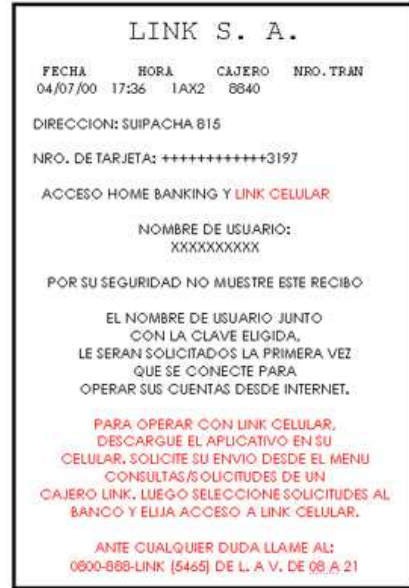 LINK S. A.
FECHA HORA CAJERO NRO.TRAN
04/07/00 17:36 1AX2 8840
DIRECCION: SUIPACHA 815
NRO. DE TARJETA: ++++++++++++3197
ACCESO HOME BANKING Y LINK CELULAR
NOMBRE DE USUARIO:
XXXXXXXXXX
POR SU SEGURIDAD NO MUESTRE ESTE RECIBO
EL NOMBRE DE USUARIO JUNTO
CON LA CLAVE ELIGIDA,
LE SERAN SOLICITADOS LA PRIMERA VEZ
QUE SE CONECTE PARA
OPERAR SUS CUENTAS DESDE INTERNET.
PARA OPERAR CON LINK CELULAR,
DESCARGUE EL APLICATIVO EN SU
CELULAR. SOLICITE SU ENVIO DESDE EL MENU
CONSULTAS/SOLICITUDES DE UN
CAJERO LINK. LUEGO SELECCIONE SOLICITUDES AL
BANCO Y ELIJA ACCESO A LINK CELULAR.
ANTE CUALQUIER DUDA LLAME AL:
0800-888-LINK (5465) DE L. A V. DE 08 A 21